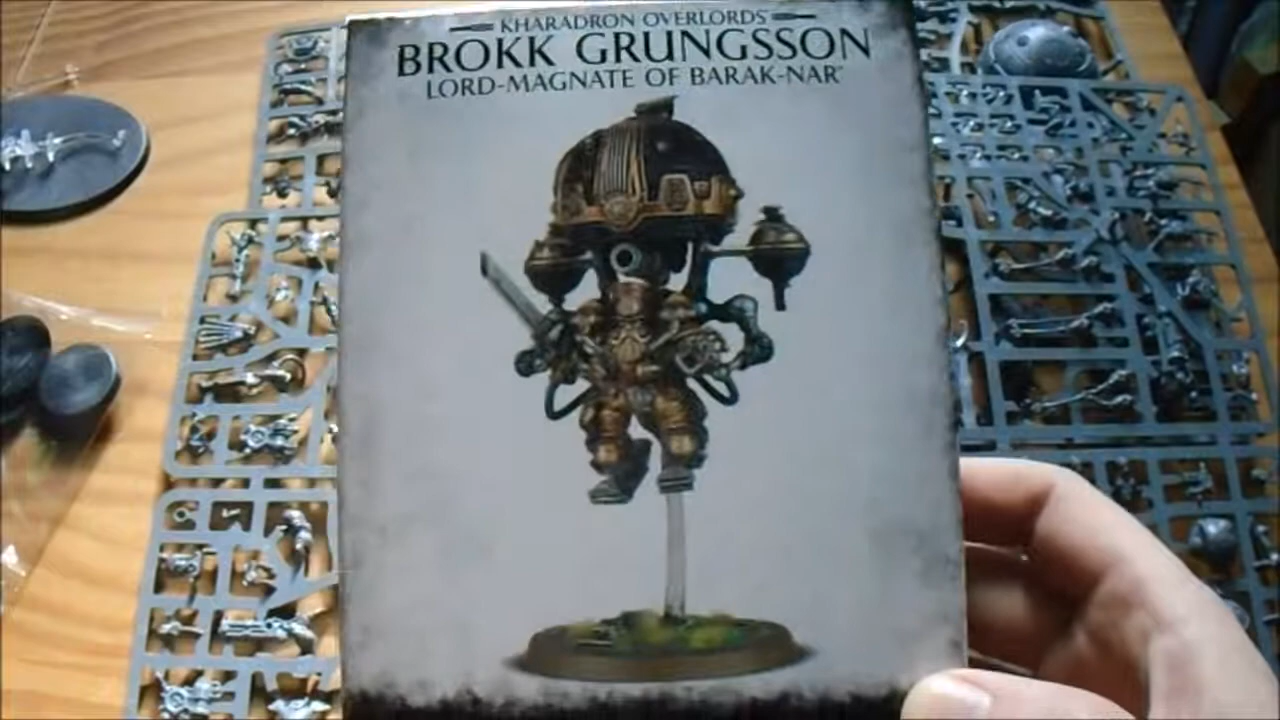 KHARADRON OVERLORDS
BROKK GRUNGSSON
LORD-MAGNATE OF BARAK-NAR